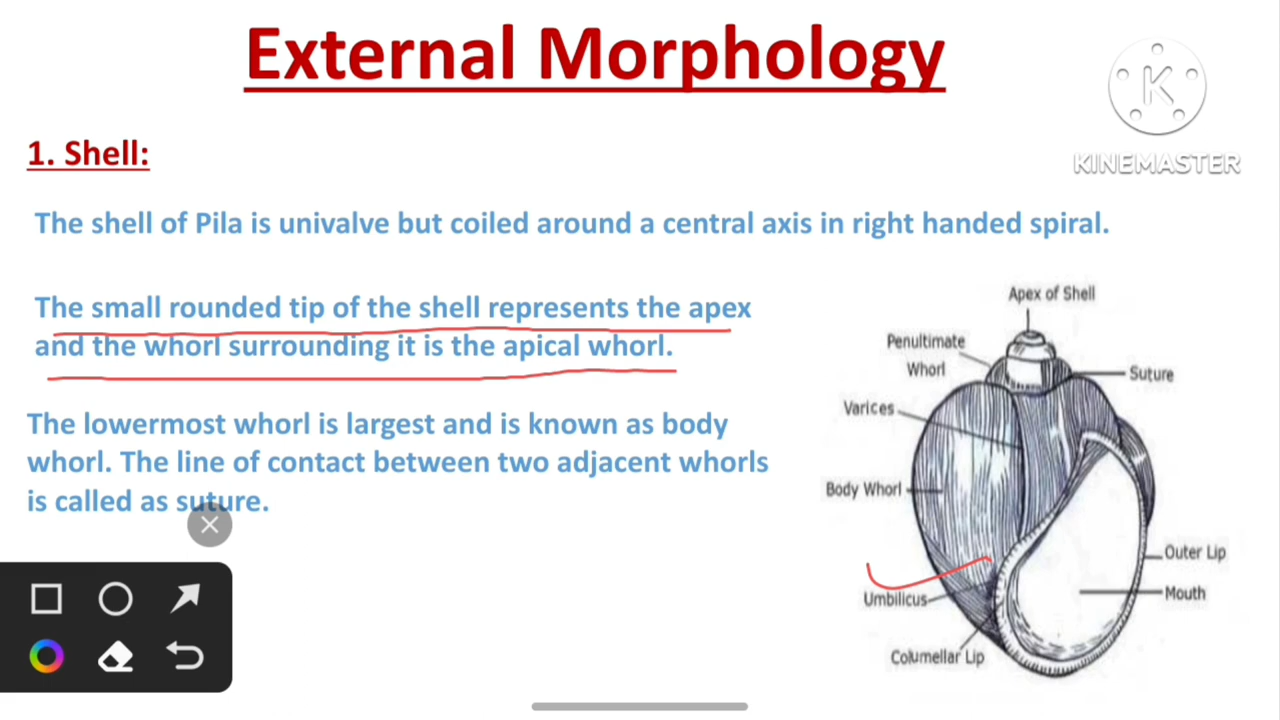 External Morphology
K
KINEMASTER
1. Shell:
The shell of Pila is univalve but coiled around a central axis in right handed spiral.
The small rounded tip of the shell represents the apex
and the whorl surrounding it is the apical whorl.
The lowermost whorl is largest and is known as body
whorl. The line of contact between two adjacent whorls
is called as suture.
Apex of Shell
Penultimate
Whorl
Suture
Varices
Body Whorl
Outer Lip
Mouth
Umbilicus
Columellar Lip